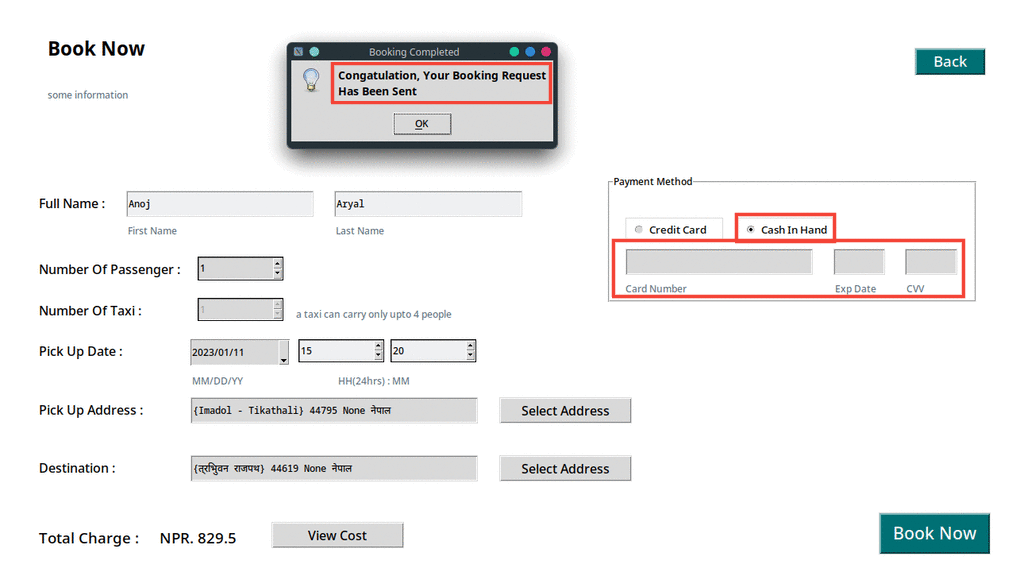 Booking Completed
Book Now
Back
Congatulation, Your Booking Request
Has Been Sent
some information
OK
Payment Method
Full Name : Anoj Aryal
First Name Last Name
Credit Card Cash In Hand
Number Of Passenger : 1
Card Number Exp Date CVV
Number Of Taxi : 1 a taxi can carry only upto 4 people
Pick Up Date : 2023/01/11 15 20
MM/DD/YY HH(24hrs) : MM
Pick Up Address : {Imadol - Tikathali} 44795 None नेपाल Select Address
Destination : {त्रिभुवन राजपथ} 44619 None नेपाल Select Address
Total Charge : NPR. 829.5 View Cost Book Now